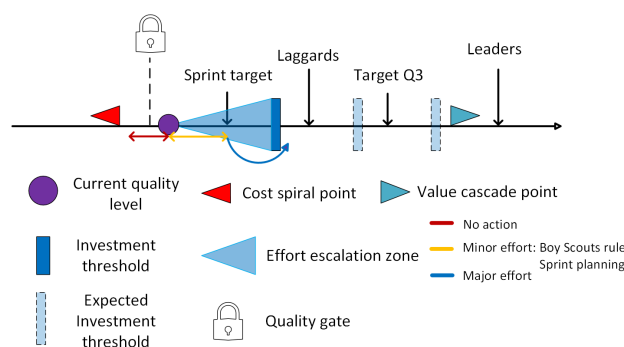 Leaders
Laggards
Sprint target
Target Q3
Current quality
level
Cost spiral point
Value cascade point
No action
Minor effort: Boy Scouts rule
Sprint planning
Major effort
Investment
threshold
Effort escalation zone
Expected
Investment
threshold
Quality gate